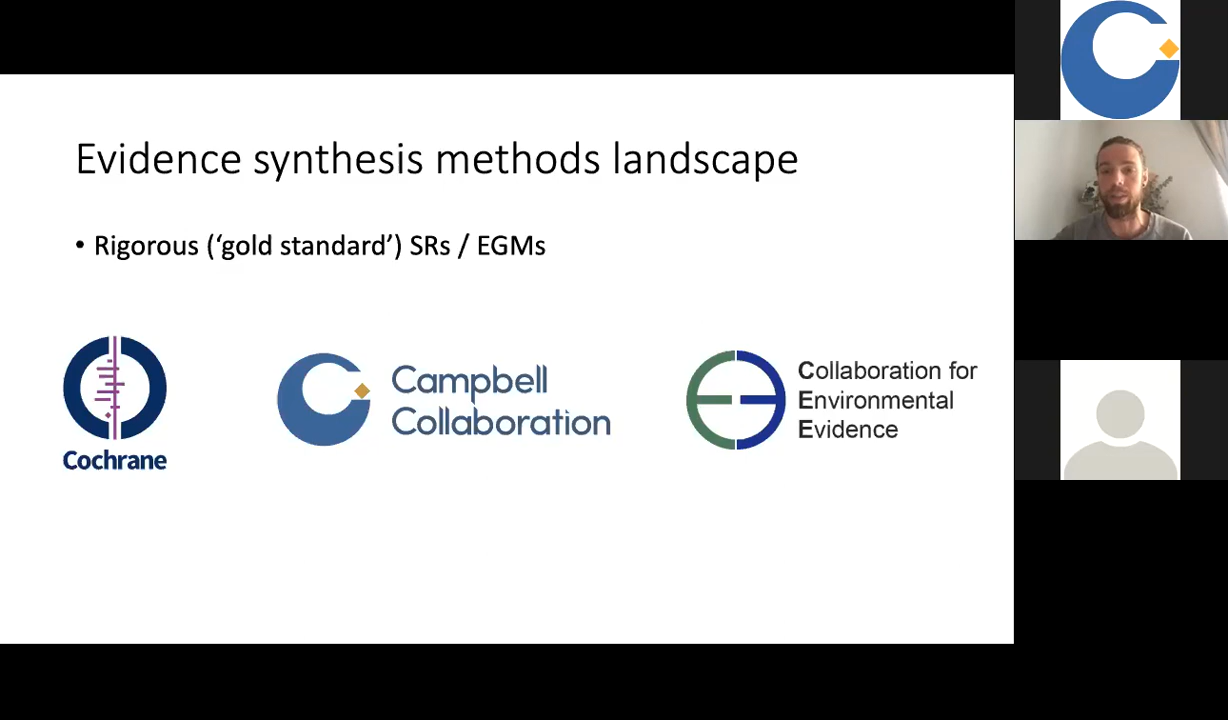 Evidence synthesis methods landscape
• Rigorous (‘gold standard’) SRs / EGMs
Cochrane
Campbell
Collaboration
Collaboration for
Environmental
Evidence